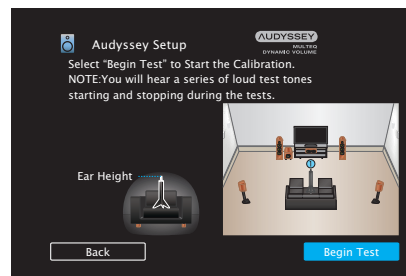 Audyssey Setup
AUDYSSEY
MULTEQ
DYNAMIC VOLUME
Select “Begin Test” to Start the Calibration.
NOTE:You will hear a series of loud test tones
starting and stopping during the tests.
Ear Height
1
Back
Begin Test